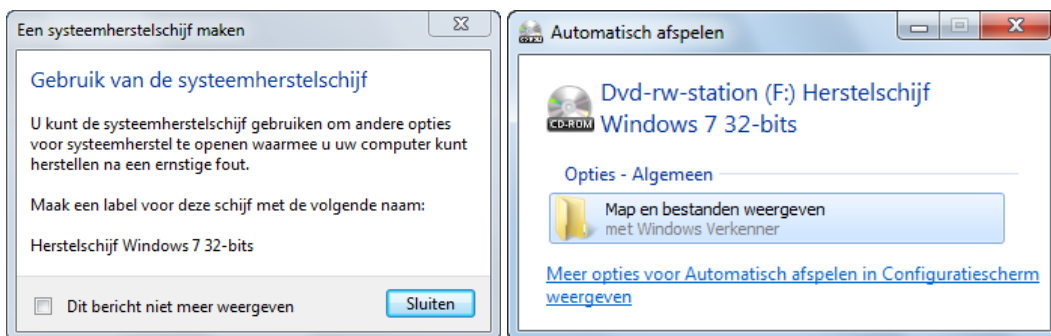 Een systeemherstelschijf maken
Gebruik van de systeemherstelschijf
U kunt de systeemherstelschijf gebruiken om andere opties
voor systeemherstel te openen waarmee u uw computer kunt
herstellen na een ernstige fout.
Maak een label voor deze schijf met de volgende naam:
Herstelschijf Windows 7 32-bits
Dit bericht niet meer weergeven
Sluiten
Automatisch afspelen
CD-ROM
Dvd-rw-station (F:) Herstelschijf
Windows 7 32-bits
Opties - Algemeen
Map en bestanden weergeven
met Windows Verkenner
Meer opties voor Automatisch afspelen in Configuratiescherm
weergeven